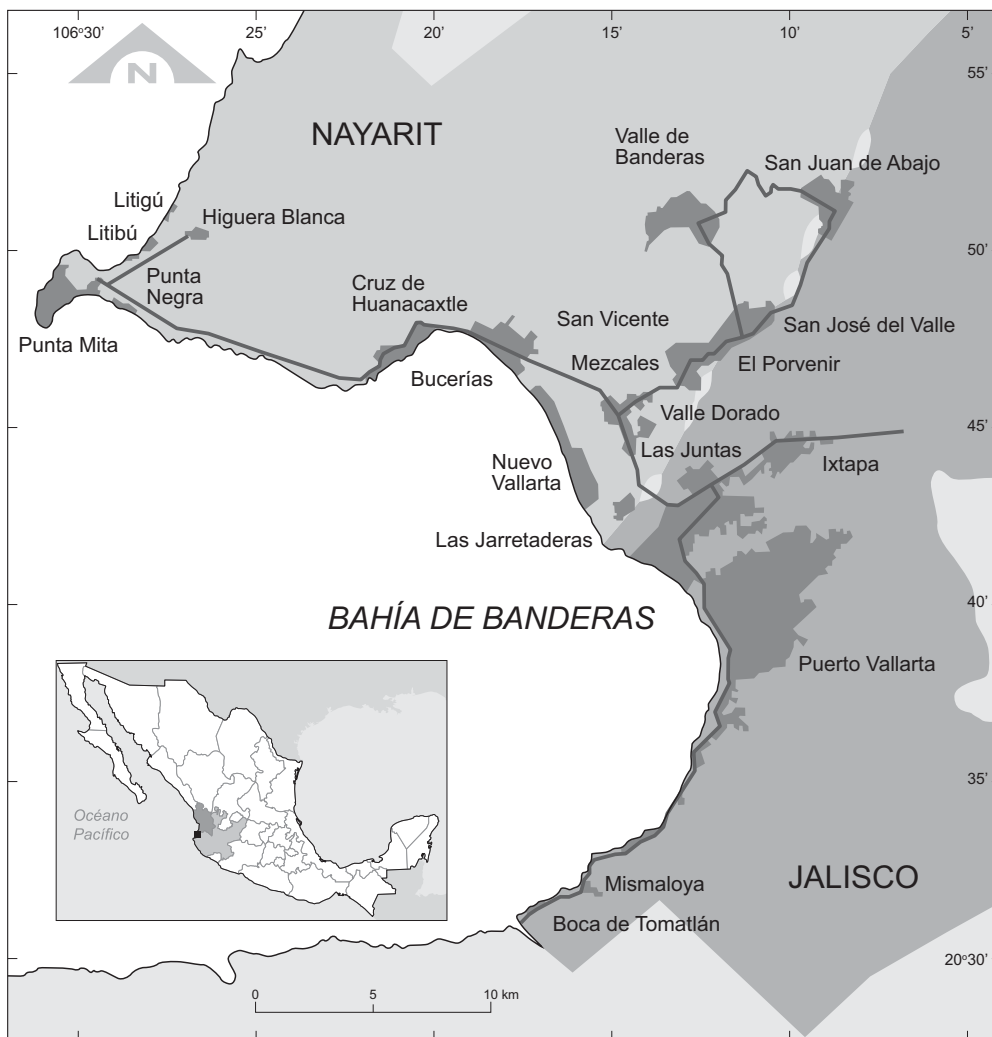 106°30’
25’
20’
15’
10’
5’
55’
N
NAYARIT
Valle de
Banderas
San Juan de Abajo
Litigú
Higuera Blanca
Litibú
50’
Punta
Negra
Cruz de
Huanacaxtle
San Vicente
San José del Valle
Punta Mita
Mezcales
El Porvenir
Bucerías
Valle Dorado
45’
Las Juntas
Ixtapa
Nuevo
Vallarta
Las Jarretaderas
40’
BAHÍA DE BANDERAS
Puerto Vallarta
35’
Océano
Pacífico
JALISCO
Mismaloya
Boca de Tomatlán
20°30’
0 5 10 km